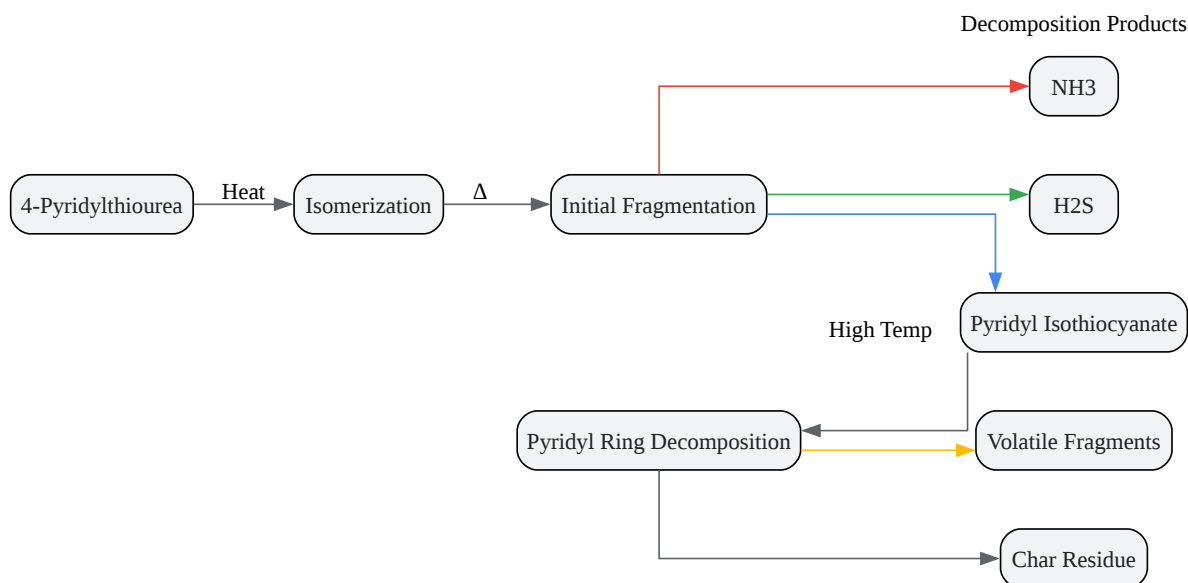 Decomposition Products
NH3
4-Pyridylthiourea
Heat
Isomerization
Δ
Initial Fragmentation
H2S
High Temp
Pyridyl Isothiocyanate
Pyridyl Ring Decomposition
Volatile Fragments
Char Residue